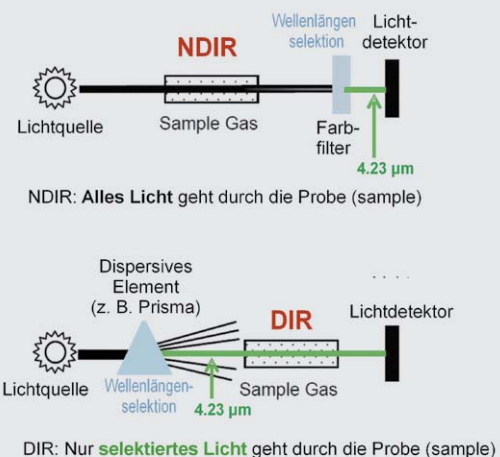 Wellenlängen
selektion
Licht-
detektor
NDIR
Lichtquelle
Sample Gas
Farb-
filter
4.23 µm
NDIR: Alles Licht geht durch die Probe (sample)
Dispersives
Element
(z. B. Prisma)
DIR
Lichtdetektor
Lichtquelle
Wellenlängen-
selektion
4.23 µm
Sample Gas
DIR: Nur selektiertes Licht geht durch die Probe (sample)